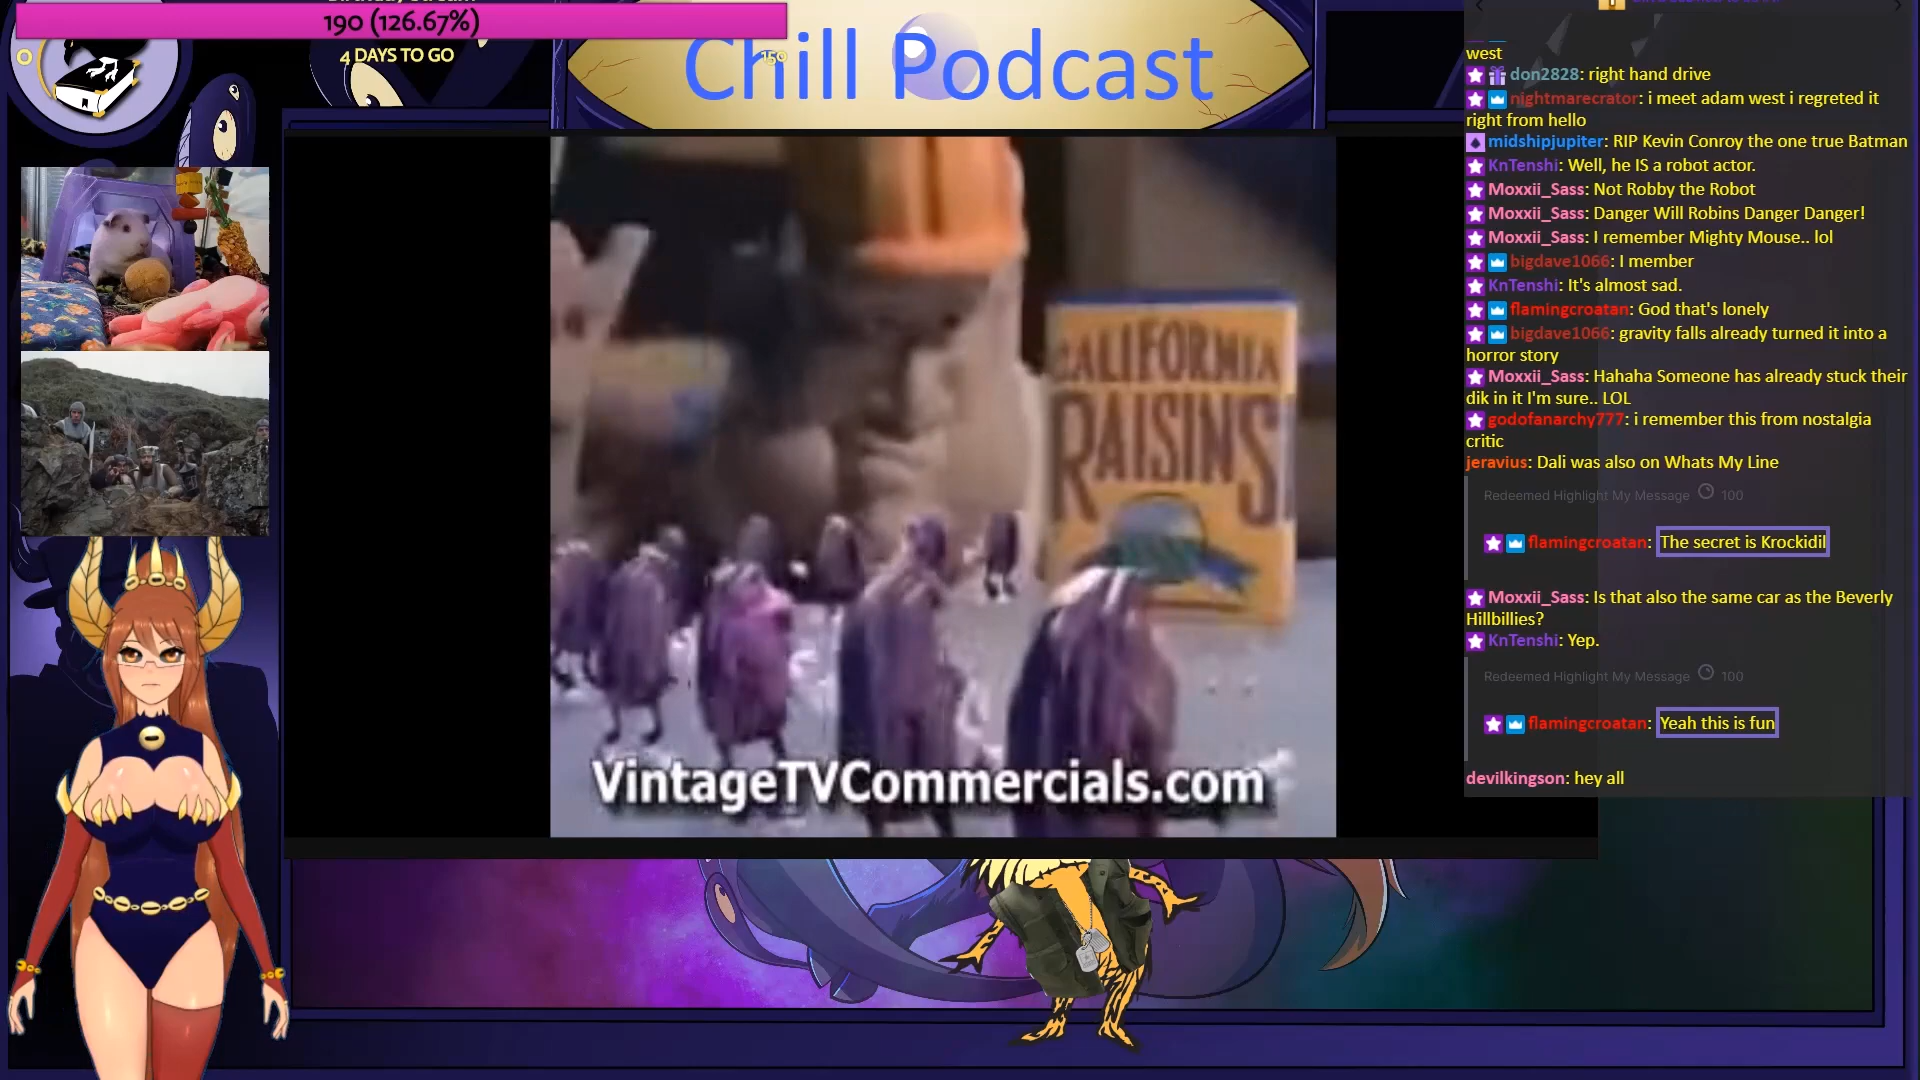 190 (126.67%)
4 DAYS TO GO
150
0
Chill Podcast
CALIFORNIA
RAISINS
VintageTVCommercials.com
west
don2828: right hand drive
nightmarecrator: i meet adam west i regreted it
right from hello
midshipjupiter: RIP Kevin Conroy the one true Batman
KnTenshi: Well, he IS a robot actor.
Moxxii_Sass: Not Robby the Robot
Moxxii_Sass: Danger Will Robins Danger Danger!
Moxxii_Sass: I remember Mighty Mouse.. lol
bigdave1066: I member
KnTenshi: It's almost sad.
flamingcroatan: God that's lonely
bigdave1066: gravity falls already turned it into a
horror story
Moxxii_Sass: Hahaha Someone has already stuck their
dik in it I'm sure.. LOL
godofanarchy777: i remember this from nostalgia
critic
jeravius: Dali was also on Whats My Line
Redeemed Highlight My Message 100
flamingcroatan: The secret is Krockidil
Moxxii_Sass: Is that also the same car as the Beverly
Hillbillies?
KnTenshi: Yep.
Redeemed Highlight My Message 100
flamingcroatan: Yeah this is fun
devilkingson: hey all